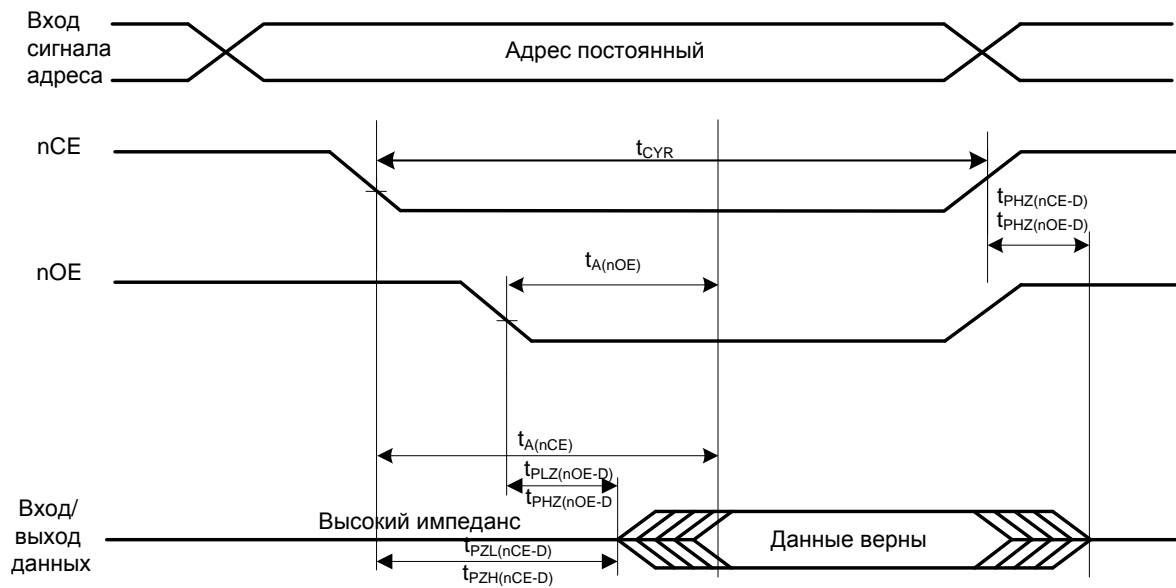 Вход
сигнала
адреса
Адрес постоянный
nCE
tCYR
tPHZ(nCE-D)
tPHZ(nOE-D)
nOE
tA(nOE)
tA(nCE)
tPLZ(nOE-D)
tPHZ(nOE-D
Вход/
выход
данных
Высокий импеданс
Данные верны
tPZL(nCE-D)
tPZH(nCE-D)